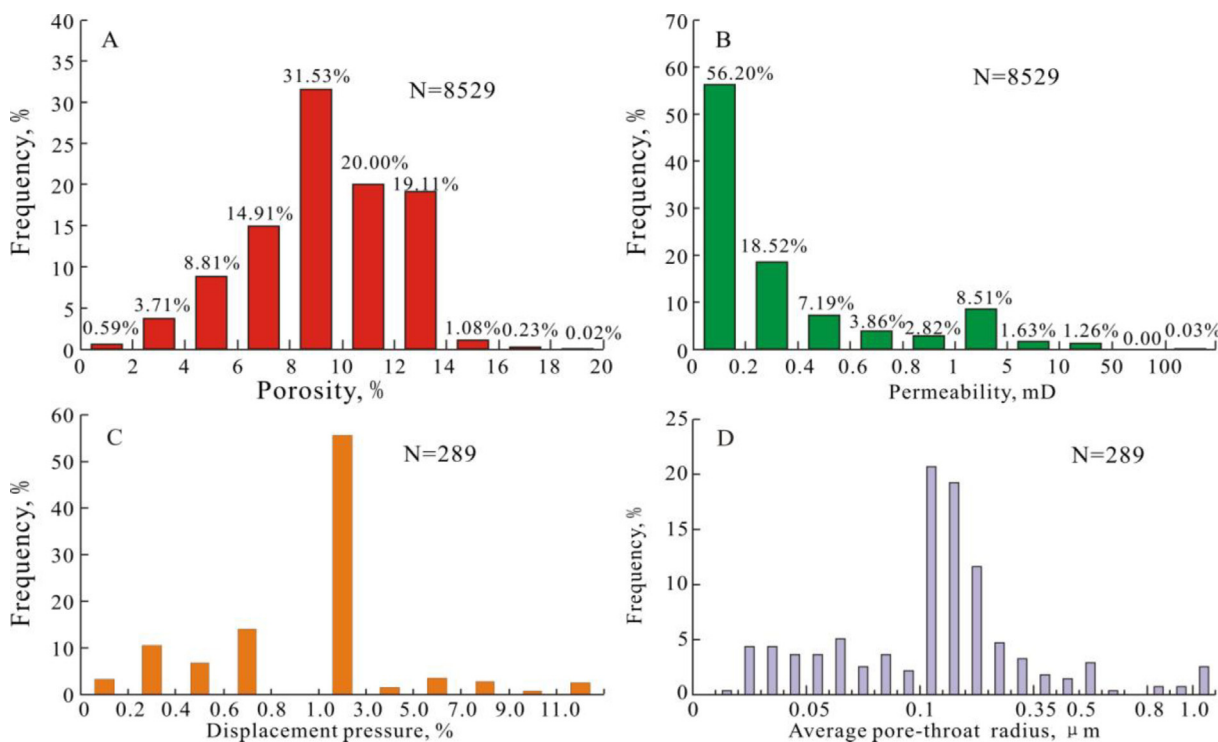 A
N=8529
Frequency, %
40
35
30
25
20
15
10
5
0
0.59%
3.71%
8.81%
14.91%
31.53%
20.00%
19.11%
1.08%
0.23%
0.02%
0 2 4 6 8 10 12 14 16 18 20
Porosity, %
B
N=8529
Frequency, %
70
60
50
40
30
20
10
0
56.20%
18.52%
7.19%
3.86%
2.82%
8.51%
1.63%
1.26%
0.00
0.03%
0 0.2 0.4 0.6 0.8 1 5 10 50 100
Permeability, mD
C
N=289
Frequency, %
60
50
40
30
20
10
0
0 0.2 0.4 0.6 0.8 1.0 3.0 5.0 7.0 9.0 11.0
Displacement pressure, %
D
N=289
Frequency, %
25
20
15
10
5
0
0 0.05 0.1 0.35 0.5 0.8 1.0
Average pore-throat radius, μm